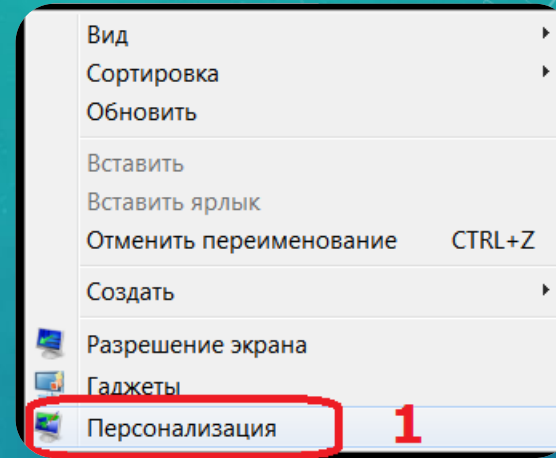 Вид
Сортировка
Обновить
Вставить
Вставить ярлык
Отменить переименование CTRL+Z
Создать
Разрешение экрана
Гаджеты
Персонализация 1